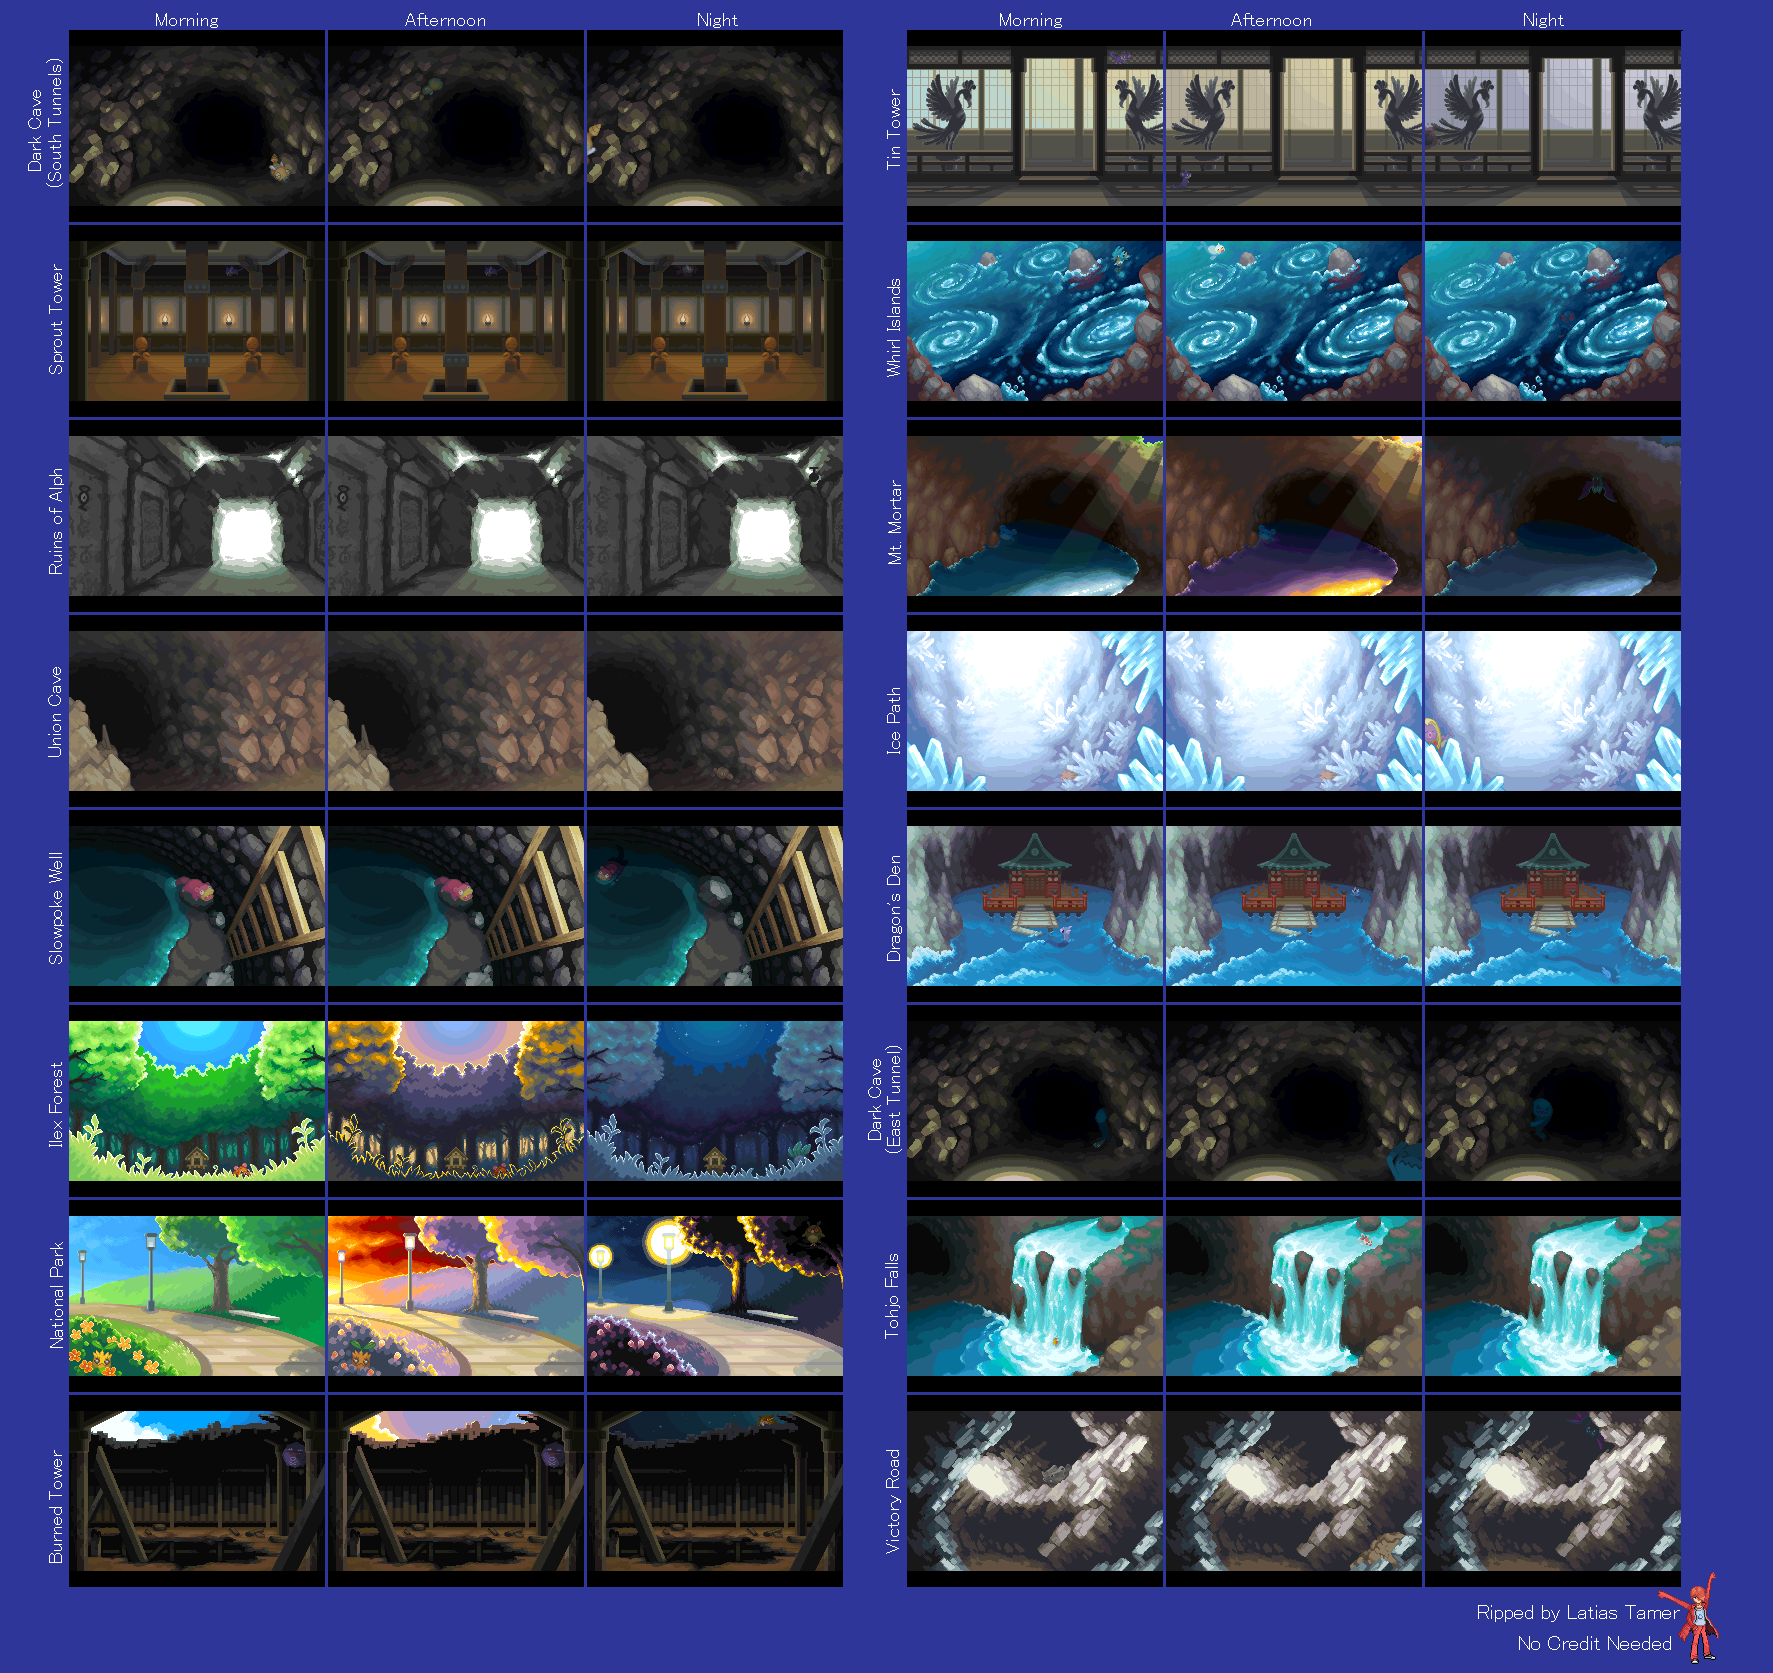 Morning
Afternoon
Night
Morning
Afternoon
Night
Dark Cave
(South Tunnels)
Sprout Tower
Ruins of Alph
Union Cave
Slowpoke Well
Ilex Forest
National Park
Burned Tower
Tin Tower
Whirl Islands
Mt. Mortar
Ice Path
Dragon's Den
Dark Cave
(East Tunnel)
Tohjo Falls
Victory Road
Ripped by Latias Tamer
No Credit Needed